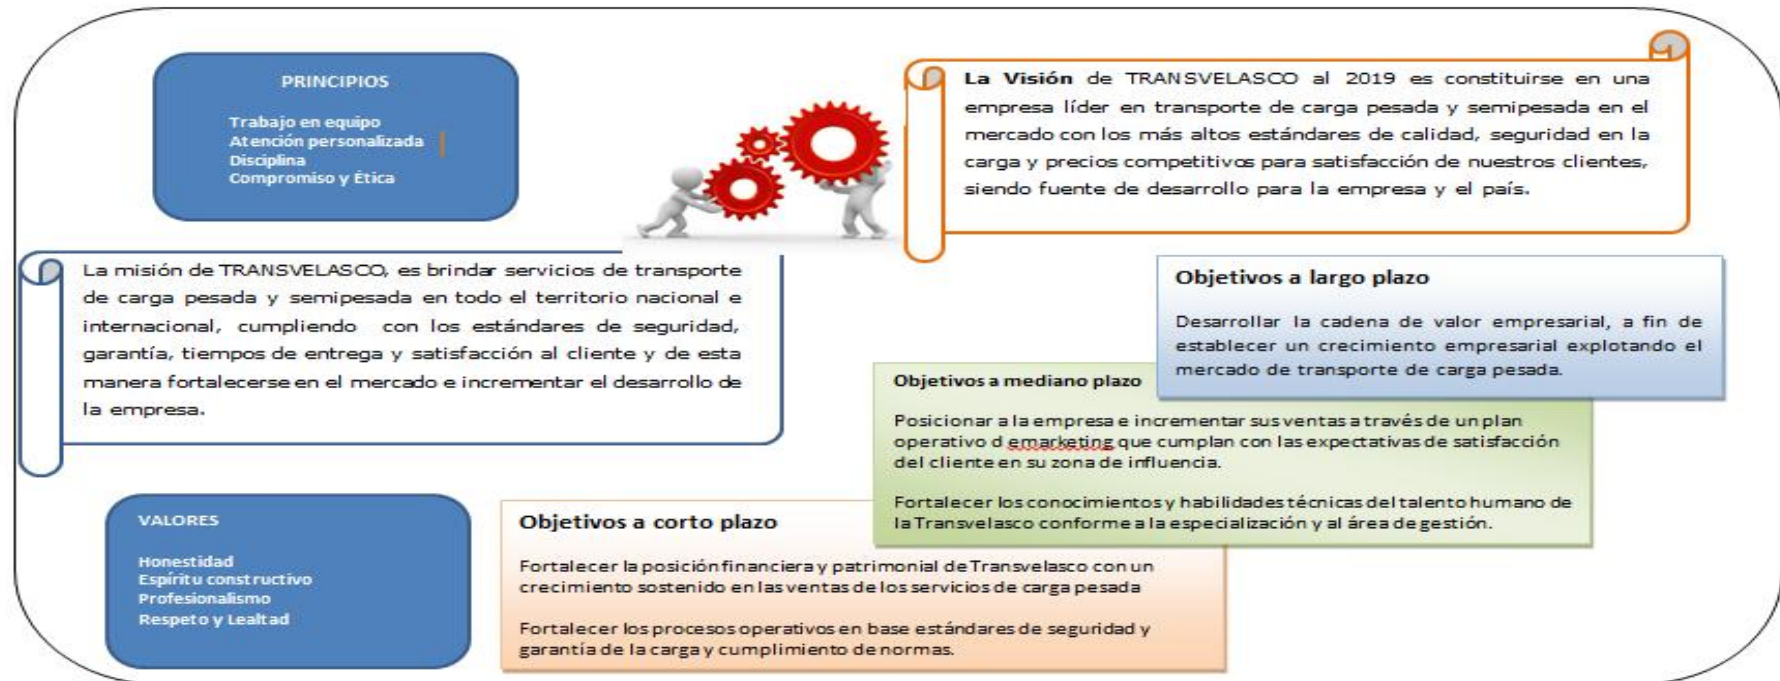 PRINCIPIOS
Trabajo en equipo
Atención personalizada
Disciplina
Compromiso y Ética
La Visión de TRANSVELASCO al 2019 es constituirse en una
empresa líder en transporte de carga pesada y semipesada en el
mercado con los más altos estándares de calidad, seguridad en la
carga y precios competitivos para satisfacción de nuestros clientes,
siendo fuente de desarrollo para la empresa y el país.
La misión de TRANSVELASCO, es brindar servicios de transporte
de carga pesada y semipesada en todo el territorio nacional e
internacional, cumpliendo con los estándares de seguridad,
garantía, tiempos de entrega y satisfacción al cliente y de esta
manera fortalecerse en el mercado e incrementar el desarrollo de
la empresa.
Objetivos a largo plazo
Desarrollar la cadena de valor empresarial, a fin de
establecer un crecimiento empresarial explotando el
mercado de transporte de carga pesada.
Objetivos a mediano plazo
Posicionar a la empresa e incrementar sus ventas a través de un plan
operativo d emarketing que cumplan con las expectativas de satisfacción
del cliente en su zona de influencia.
Fortalecer los conocimientos y habilidades técnicas del talento humano de
la Transvelasco conforme a la especialización y al área de gestión.
VALORES
Honestidad
Espíritu constructivo
Profesionalismo
Respeto y Lealtad
Objetivos a corto plazo
Fortalecer la posición financiera y patrimonial de Transvelasco con un
crecimiento sostenido en las ventas de los servicios de carga pesada
Fortalecer los procesos operativos en base estándares de seguridad y
garantía de la carga y cumplimiento de normas.